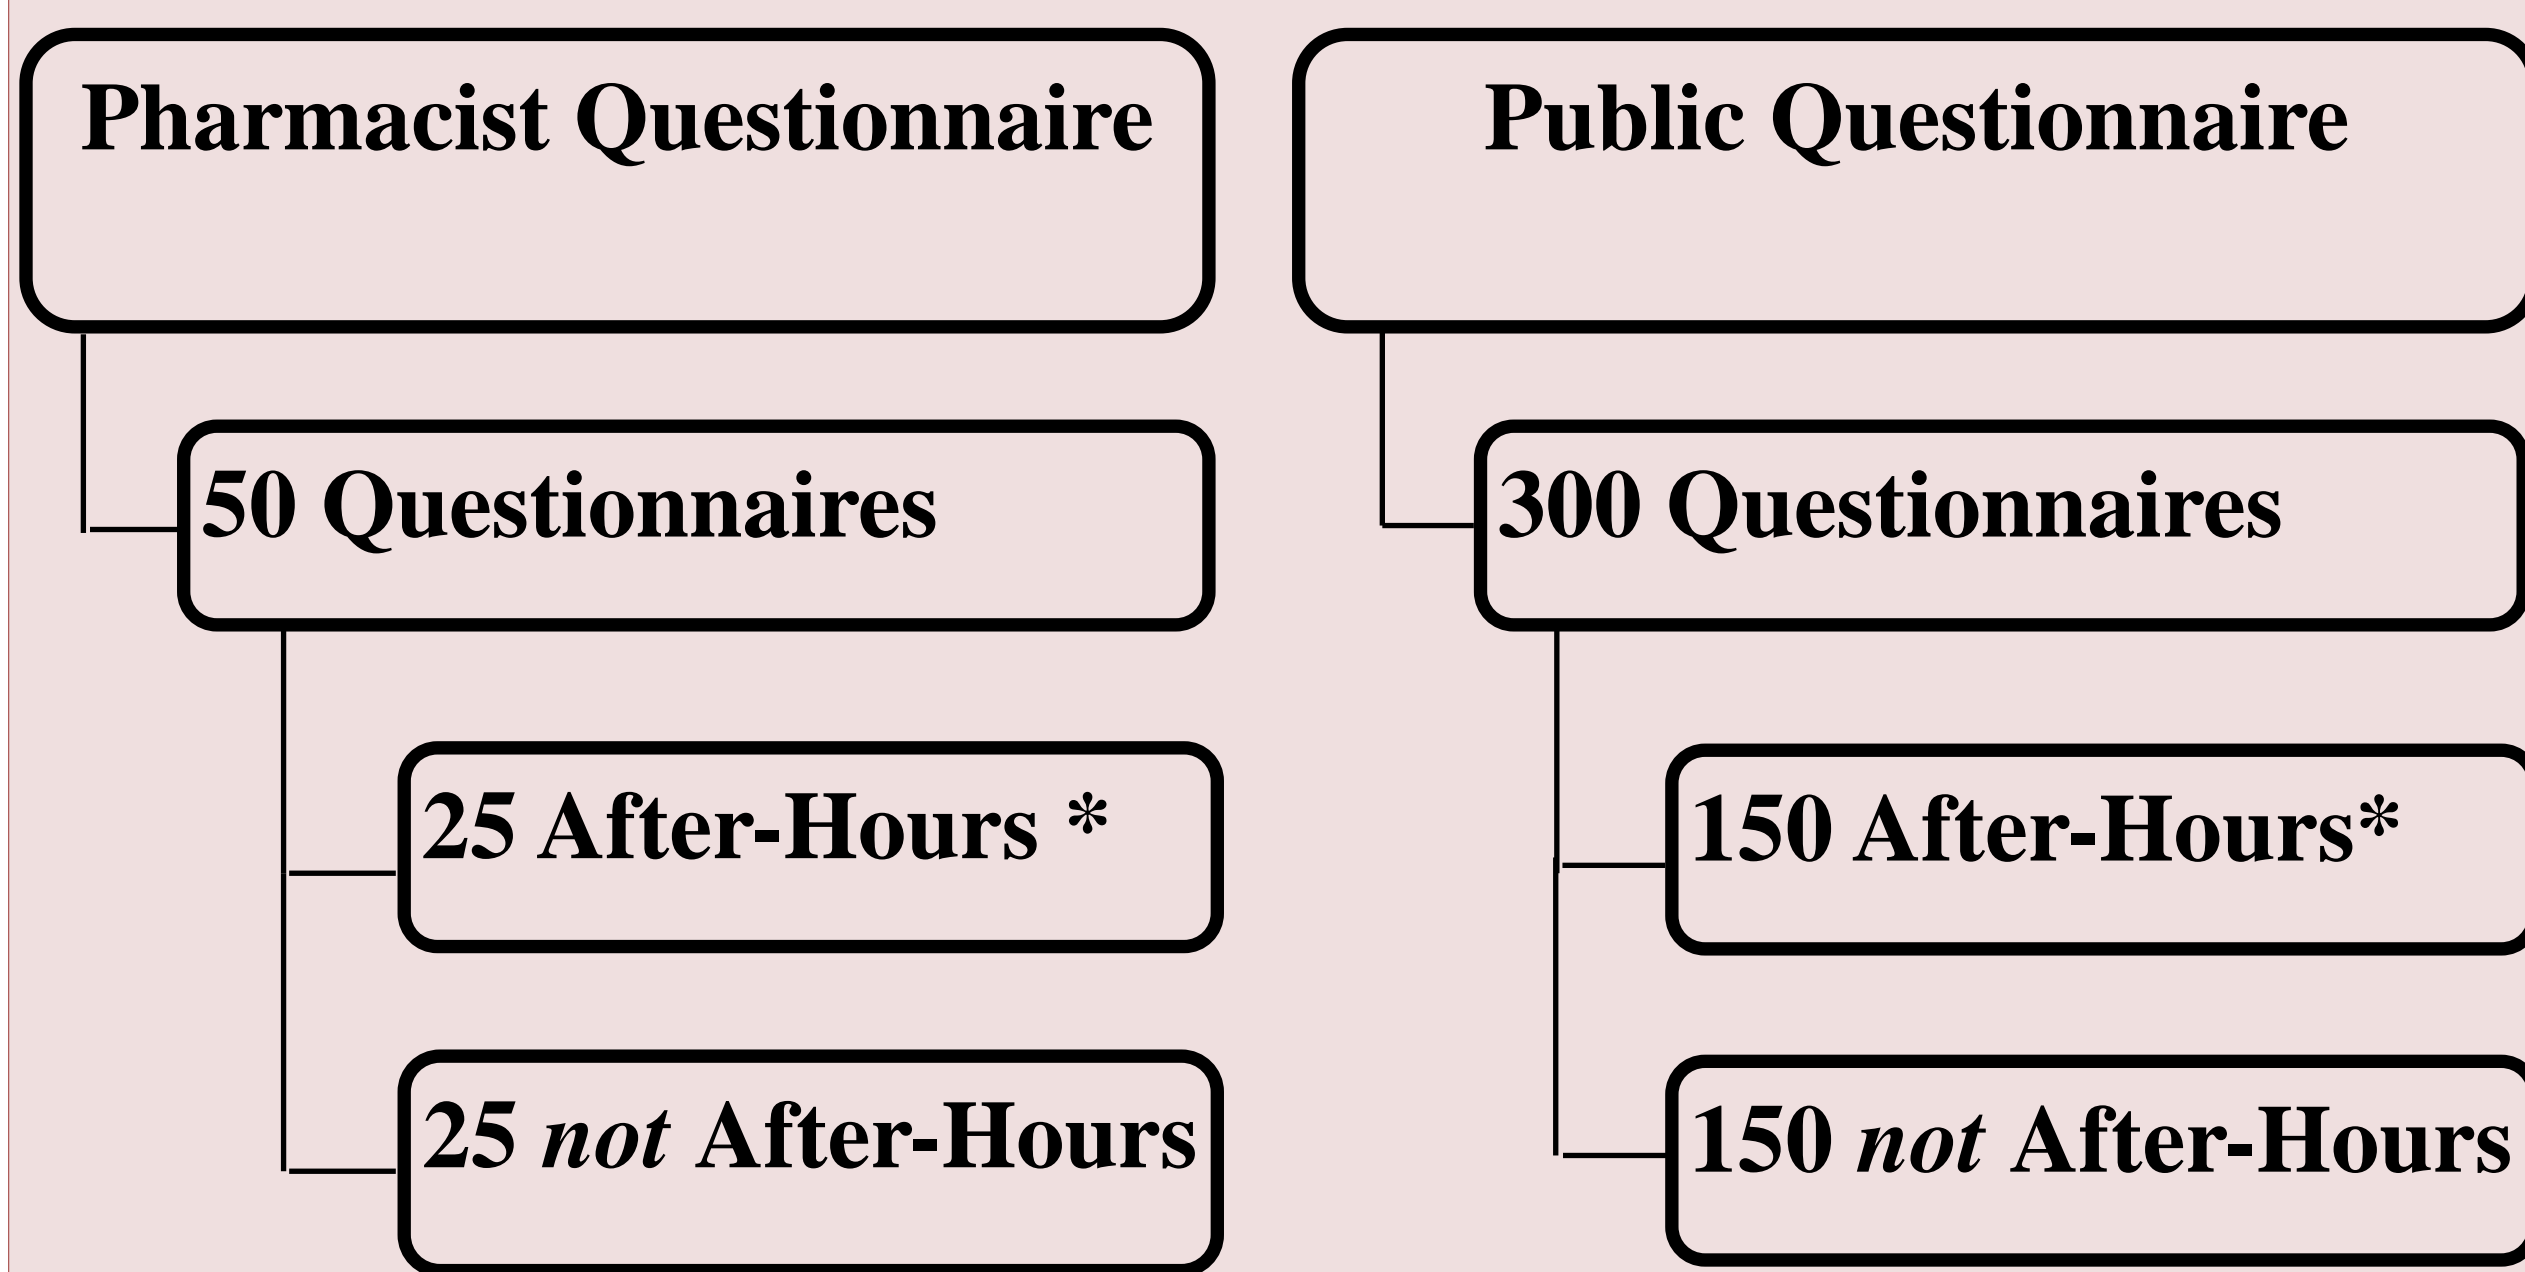 Pharmacist Questionnaire
50 Questionnaires
25 After-Hours *
25 not After-Hours
Public Questionnaire
300 Questionnaires
150 After-Hours*
150 not After-Hours